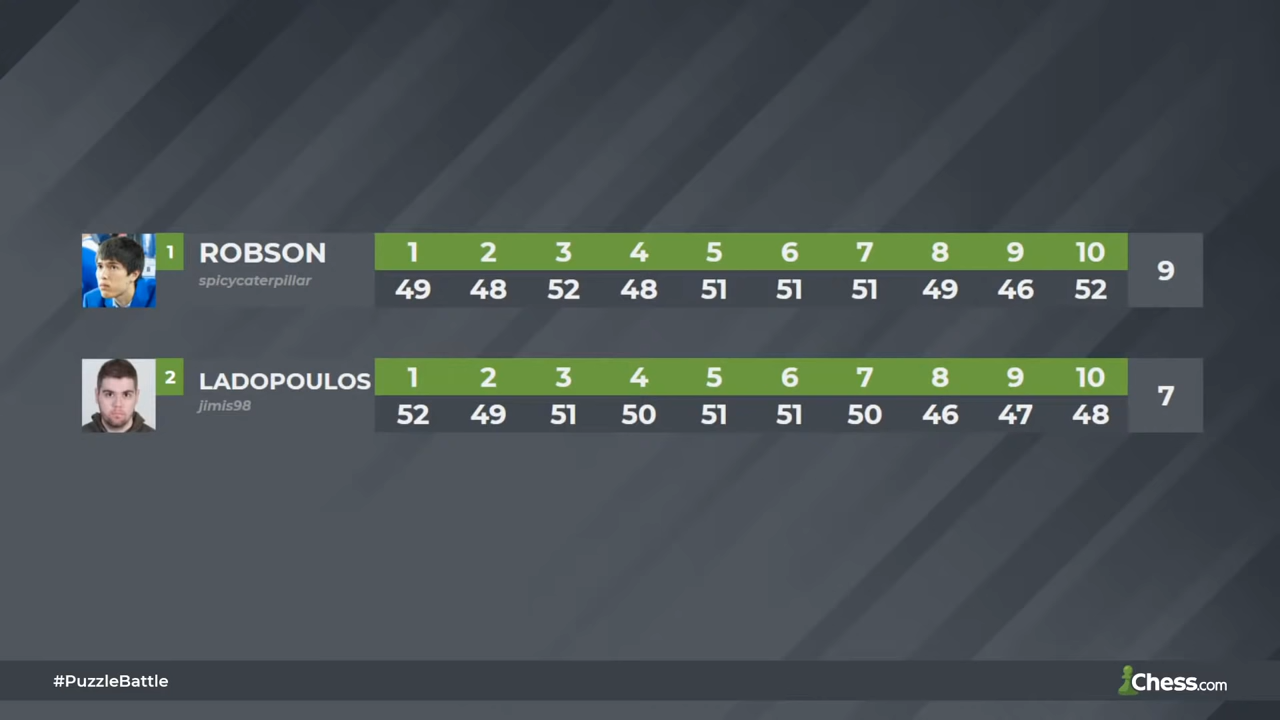 1 ROBSON 1 2 3 4 5 6 7 8 9 10
spicycaterpillar 49 48 52 48 51 51 51 49 46 52 9
2 LADOPOULOS 1 2 3 4 5 6 7 8 9 10
jimis98 52 49 51 50 51 51 50 46 47 48 7
#PuzzleBattle Chess.com